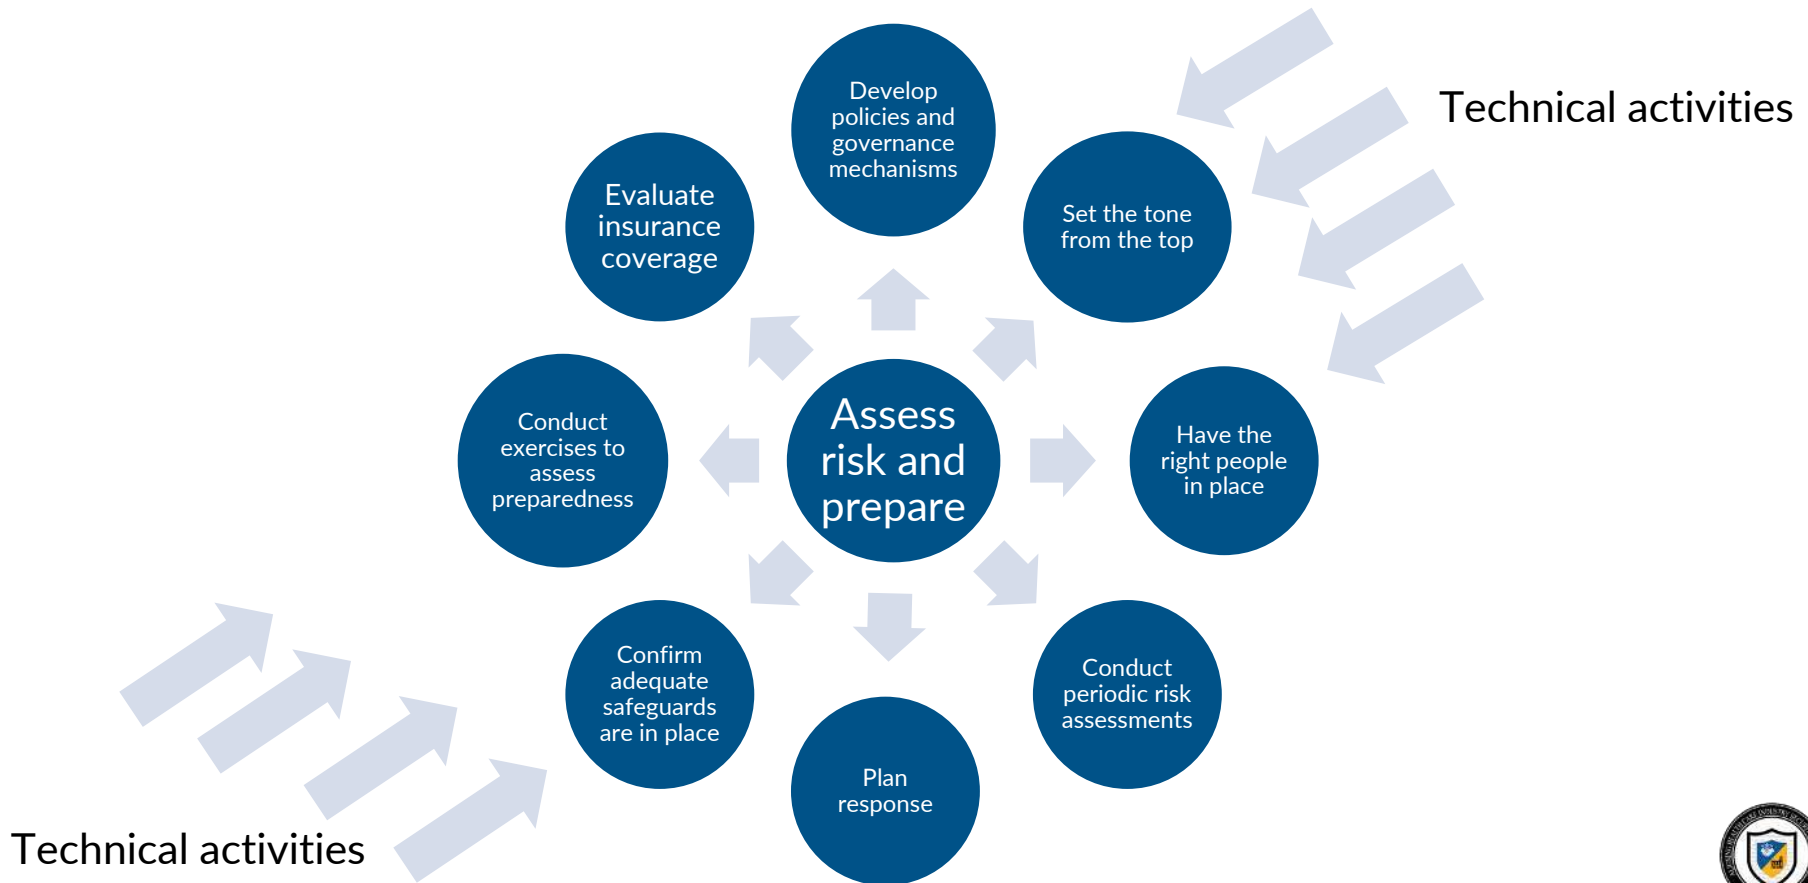 Develop
policies and
governance
mechanisms
Technical activities
Evaluate
insurance
coverage
Set the tone
from the top
Assess
risk and
prepare
Conduct
exercises to
assess
preparedness
Have the
right people
in place
Confirm
adequate
safeguards
are in place
Conduct
periodic risk
assessments
Plan
response
Technical activities